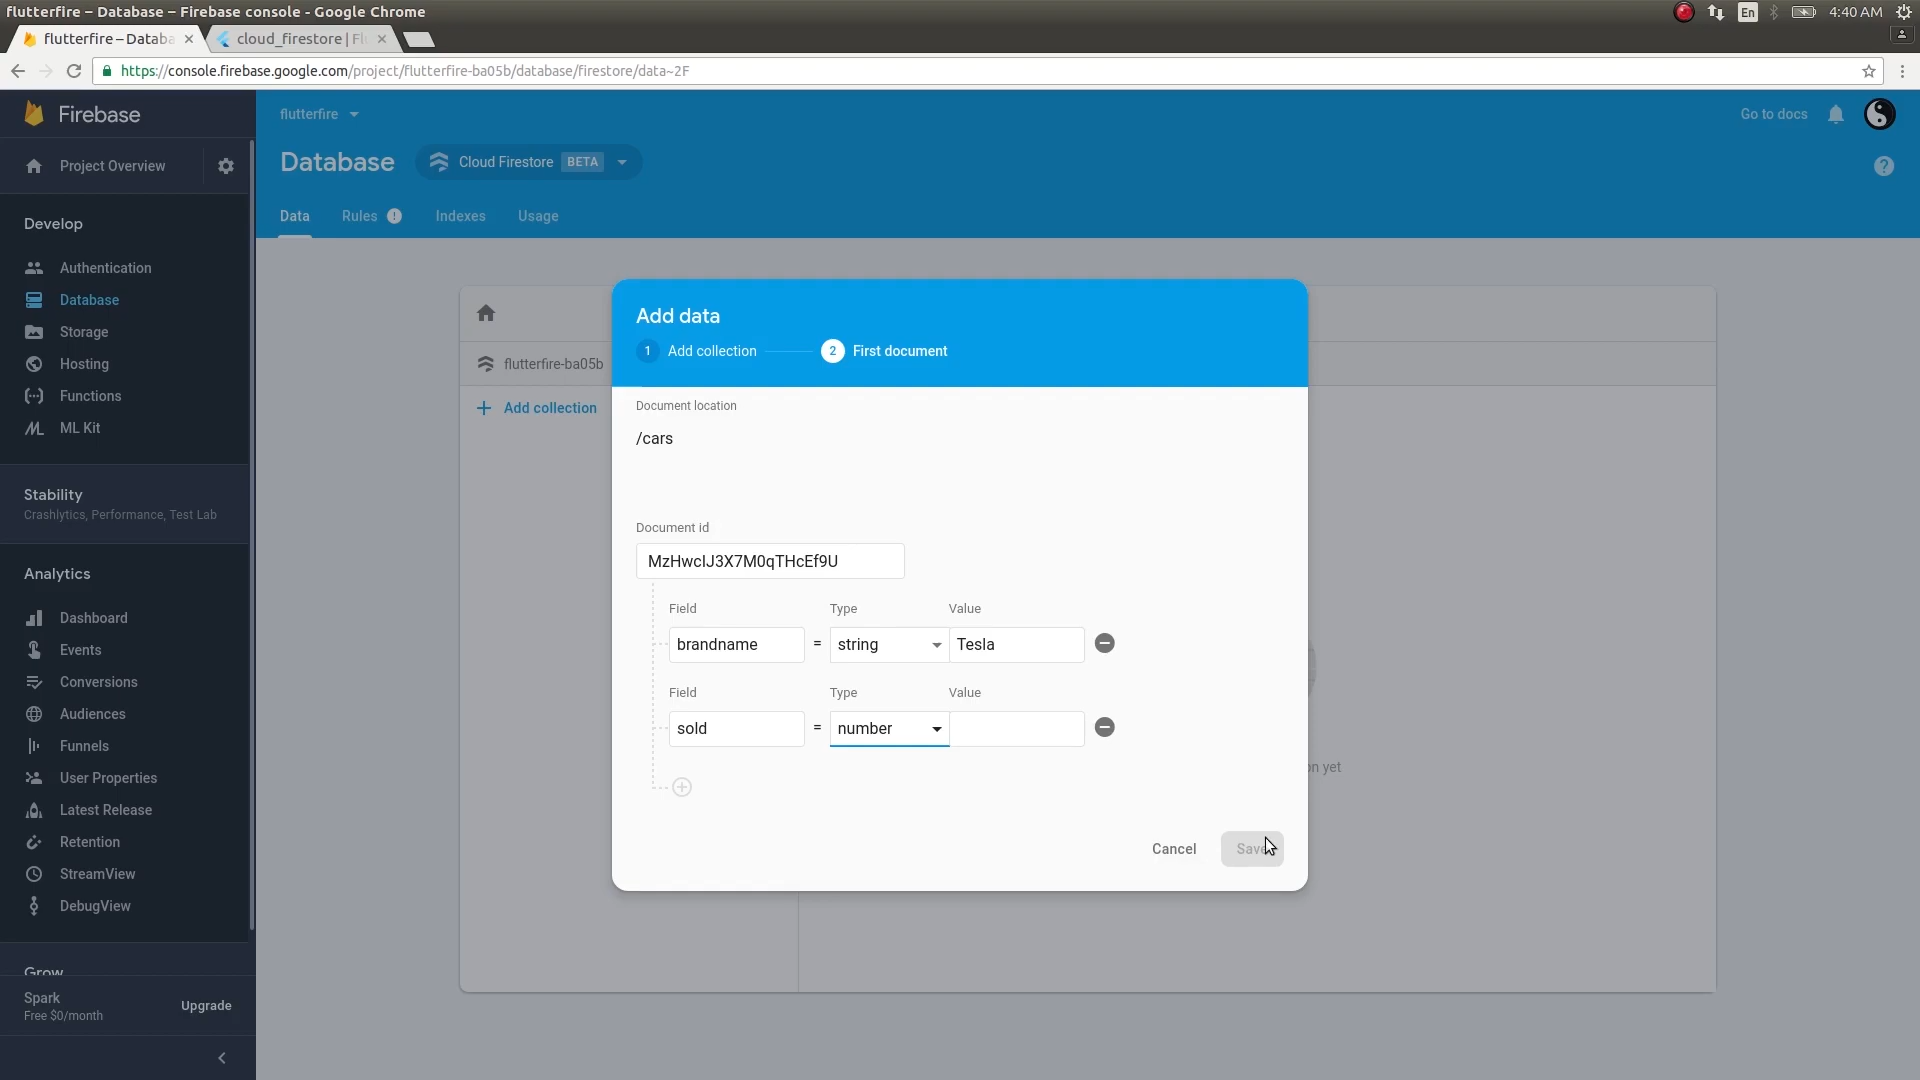 flutterfire – Database – Firebase console - Google Chrome
En
4:40 AM
flutterfire – Databa
cloud_firestore | Fl
https://console.firebase.google.com/project/flutterfire-ba05b/database/firestore/data~2F
Firebase
flutterfire
Go to docs
Project Overview
Database
Cloud Firestore
BETA
?
Data
Rules
!
Indexes
Usage
Develop
Authentication
Database
Storage
Hosting
Functions
ML Kit
Stability
Crashlytics, Performance, Test Lab
Analytics
Dashboard
Events
Conversions
Audiences
Funnels
User Properties
Latest Release
Retention
StreamView
DebugView
Grow
Spark
Free $0/month
Upgrade
flutterfire-ba05b
Add collection
on yet
Add data
1
Add collection
2
First document
Document location
/cars
Document id
MzHwcIJ3X7M0qTHcEf9U
Field
Type
Value
brandname
=
string
Tesla
Field
Type
Value
sold
=
number
Cancel
Save